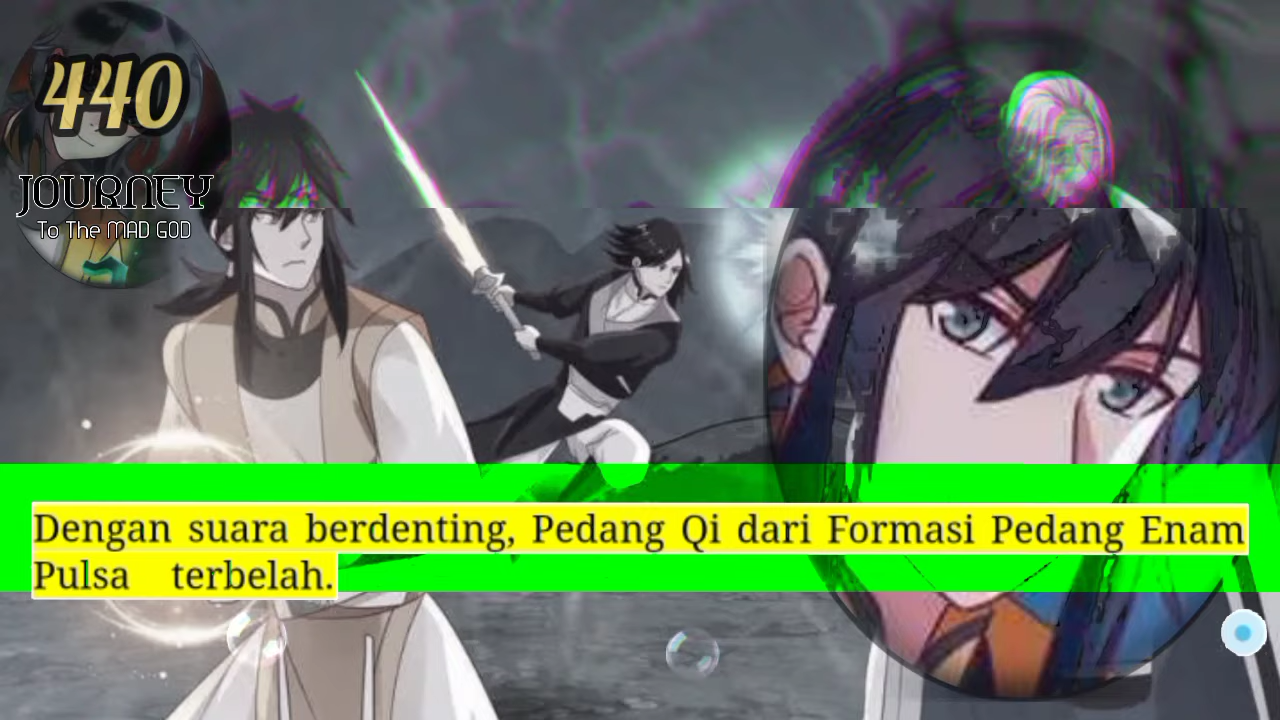 440
JOURNEY
To The MAD GOD
Dengan suara berdenting, Pedang Qi dari Formasi Pedang Enam
Pulsa terbelah.